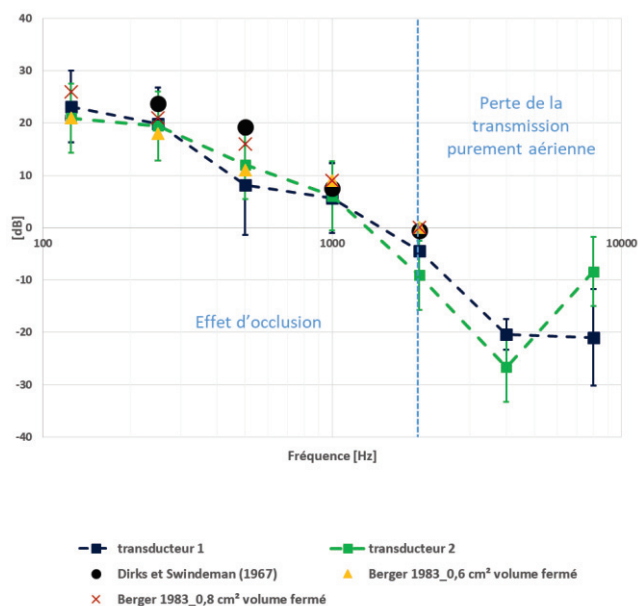 40
30
20
10
0
-10
-20
-30
-40
[dB]
100
1000
10000
Perte de la
transmission
purement aérienne
Effet d'occlusion
Fréquence [Hz]
transducteur 1
transducteur 2
Dirks et Swindeman (1967)
Berger 1983_0,6 cm² volume fermé
Berger 1983_0,8 cm² volume fermé